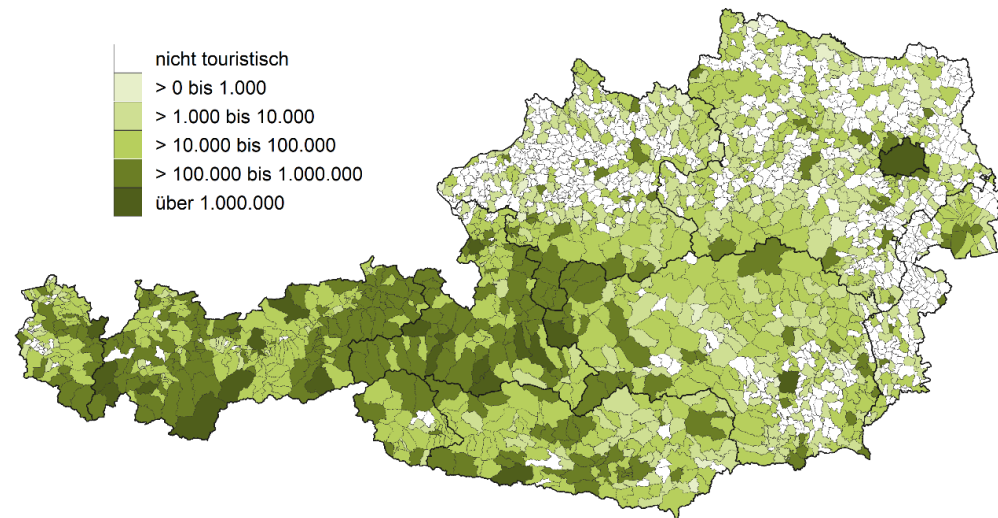 nicht touristisch
> 0 bis 1.000
> 1.000 bis 10.000
> 10.000 bis 100.000
> 100.000 bis 1.000.000
über 1.000.000